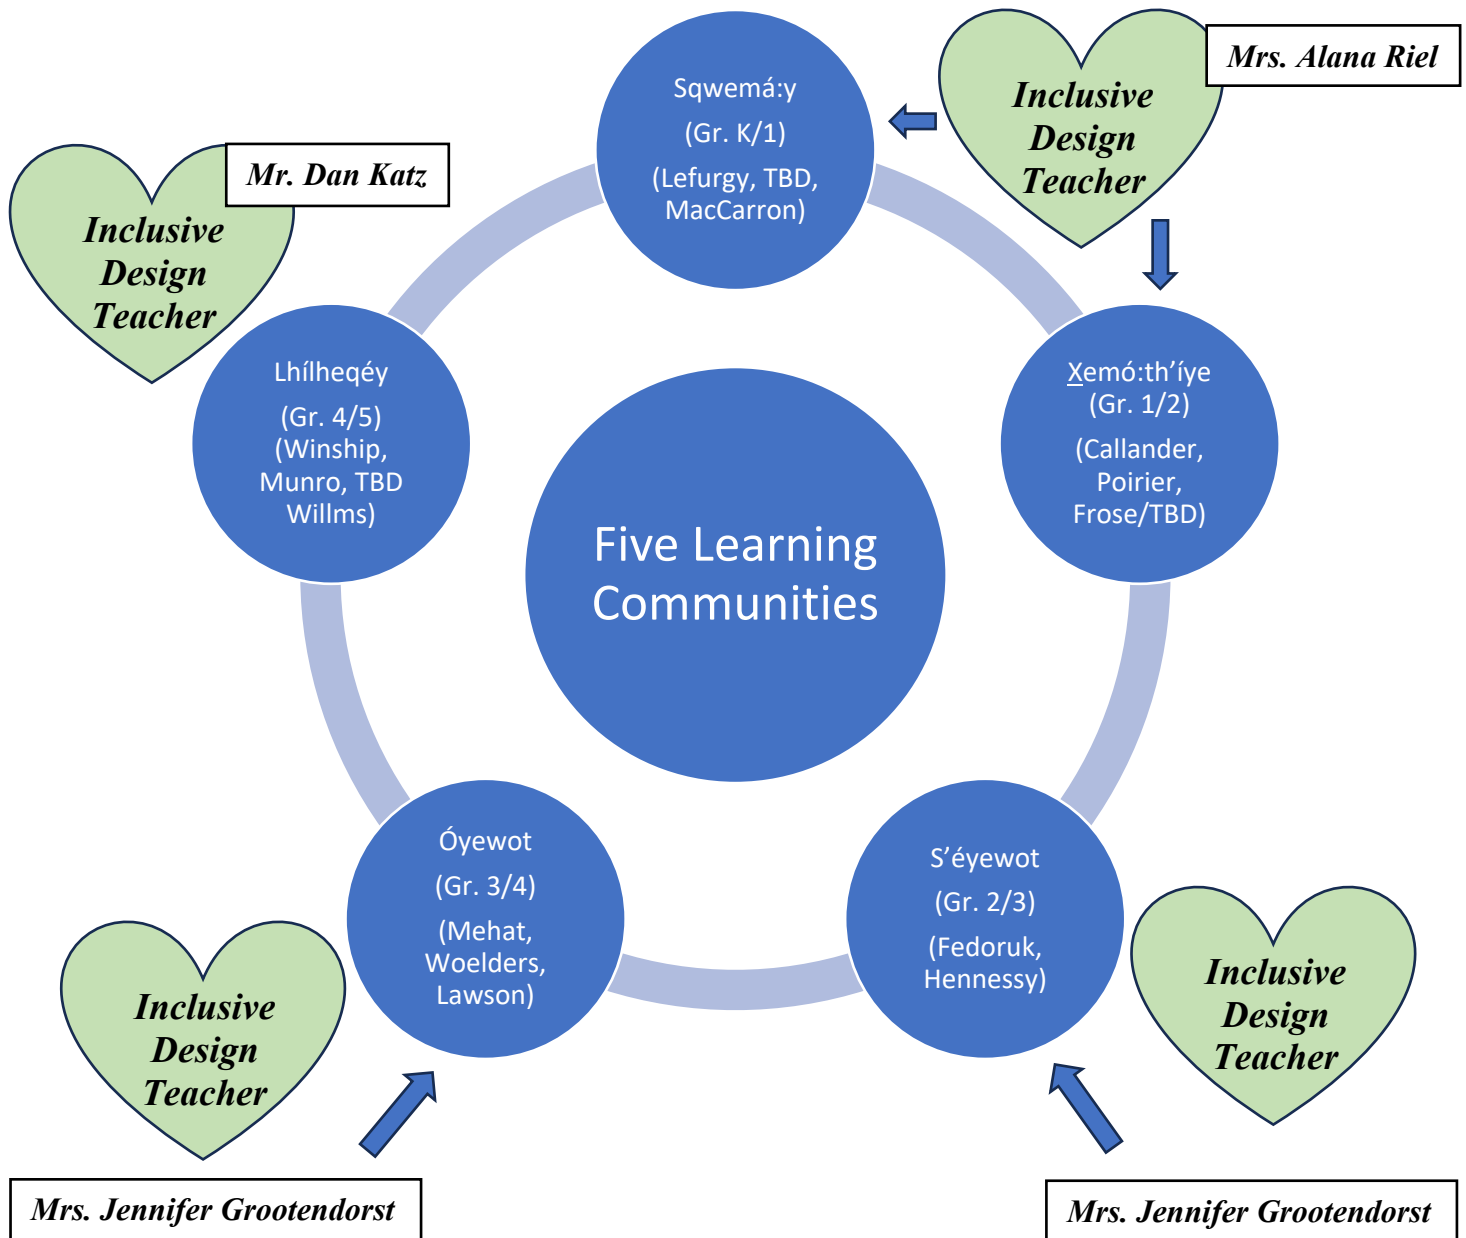 Sqwemá:y
(Gr. K/1)
(Lefurgy, TBD,
MacCarron)
Inclusive
Design
Teacher
Mrs. Alana Riel
Inclusive
Design
Teacher
Mr. Dan Katz
Lhílheqéy
(Gr. 4/5)
(Winship,
Munro, TBD
Willms)
X̲emó:th’íye
(Gr. 1/2)
(Callander,
Poirier,
Frose/TBD)
Five Learning
Communities
Óyewot
(Gr. 3/4)
(Mehat,
Woelders,
Lawson)
S’éyewot
(Gr. 2/3)
(Fedoruk,
Hennessy)
Inclusive
Design
Teacher
Inclusive
Design
Teacher
Mrs. Jennifer Grootendorst
Mrs. Jennifer Grootendorst